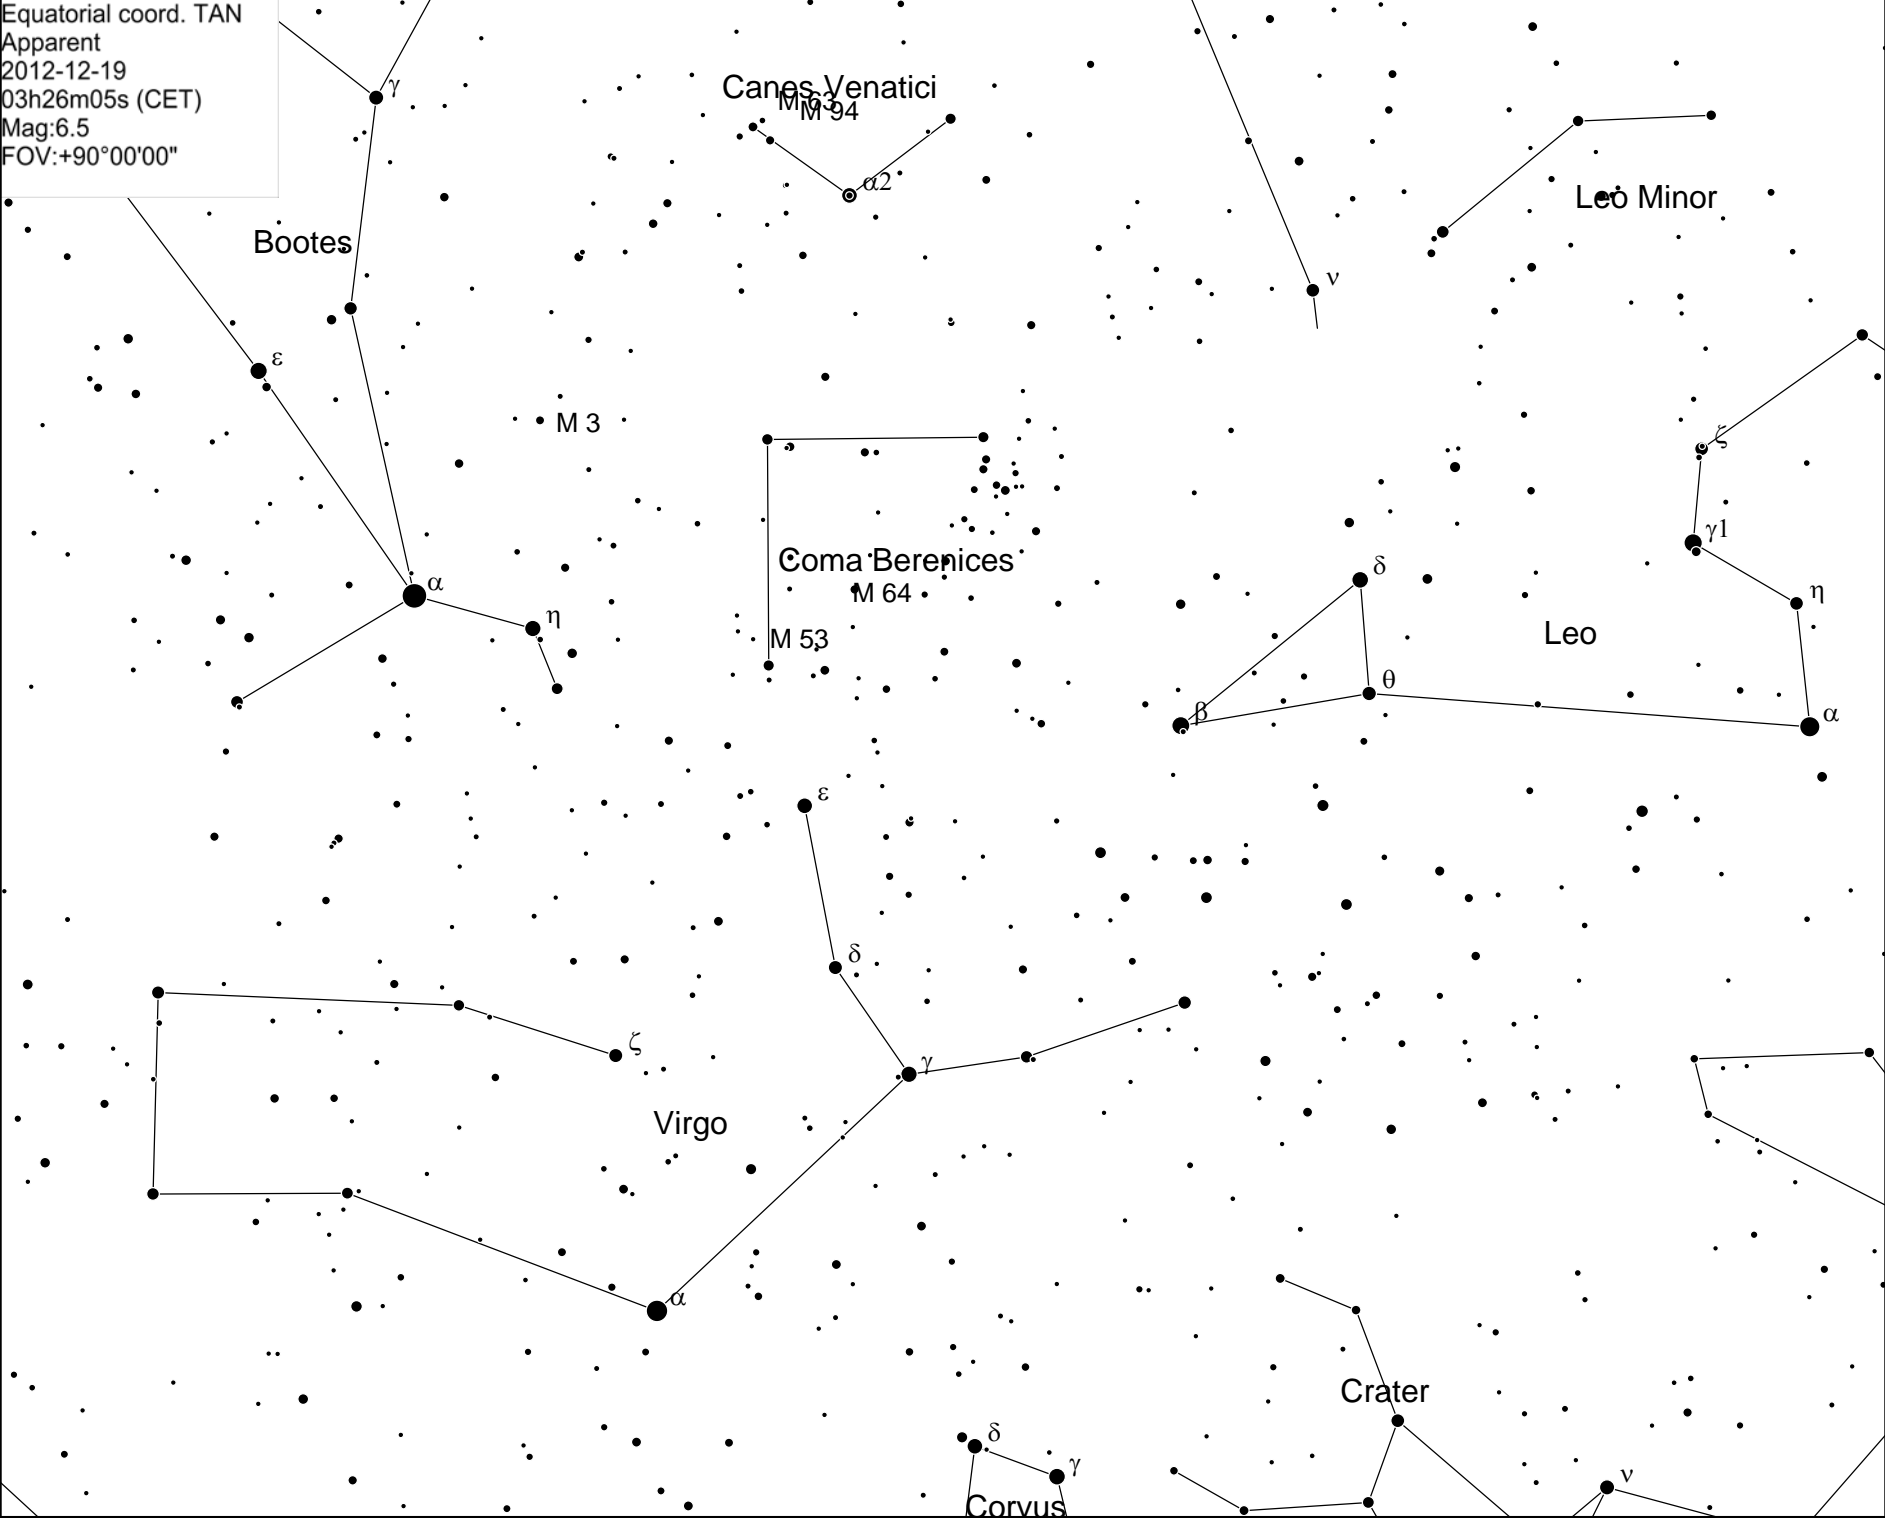 Equatorial coord. TAN
Apparent
2012-12-19
03h26m05s (CET)
Mag:6.5
FOV:+90°00'00"
γ
Canes Venatici
M 63
M 94
α2
Leo Minor
Bootes
ν
ε
M 3
ζ
γ1
Coma Berenices
δ
α
M 64
η
η
Leo
M 53
θ
β
α
ε
δ
ζ
γ
Virgo
α
Crater
δ
γ
ν
Corvus